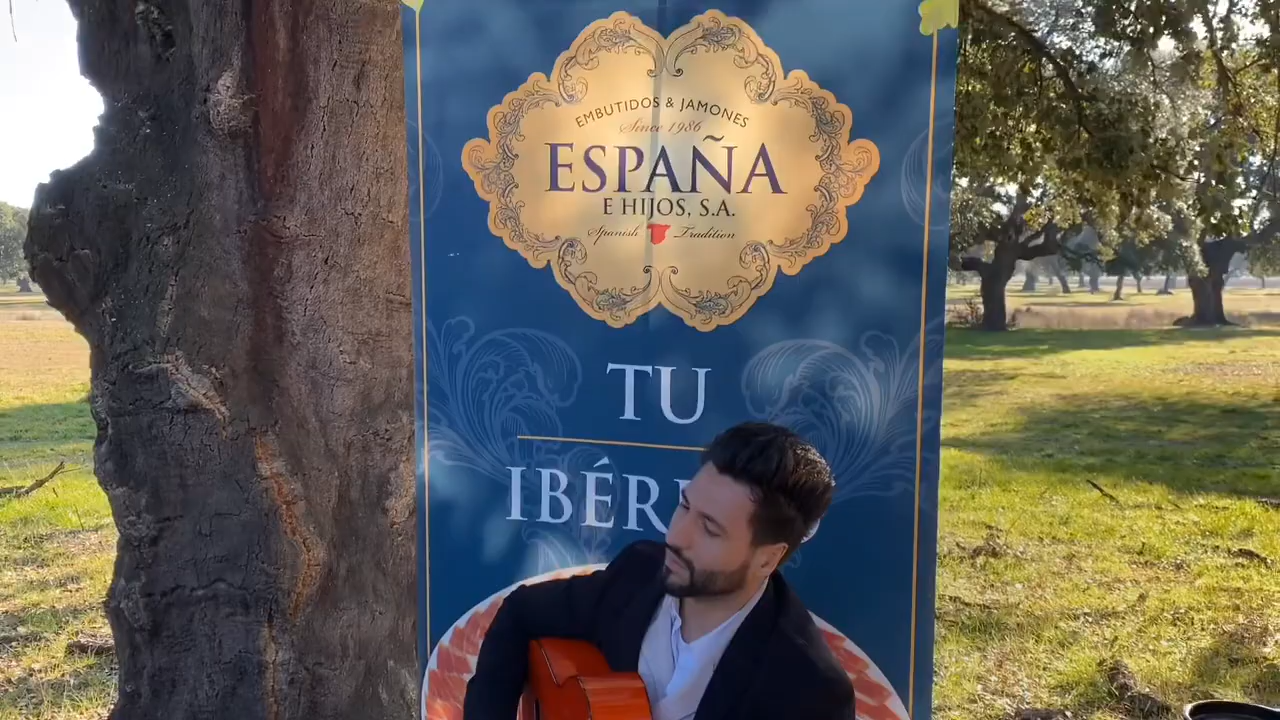 EMBUTIDOS & JAMONES
Since 1986
ESPAÑA
E HIJOS, S.A.
Spanish Tradition
TU